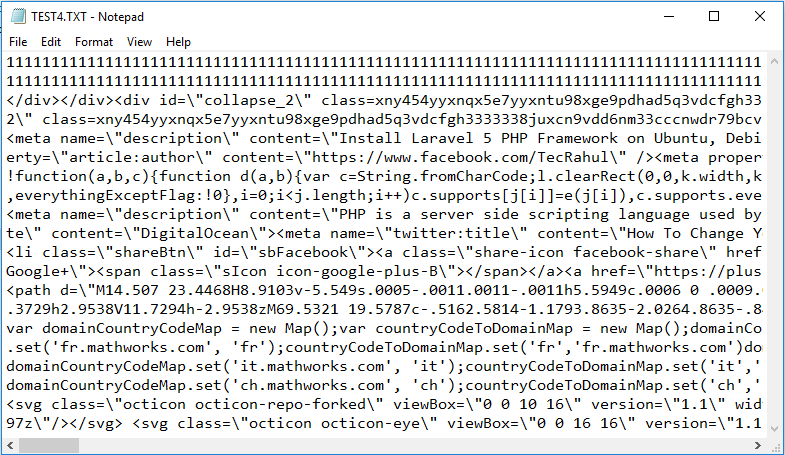 TEST4.TXT - Notepad
File Edit Format View Help
111111111111111111111111111111111111111111111111111111111111111111111111111111111111
111111111111111111111111111111111111111111111111111111111111111111111111111111111111
</div></div><div id=\"collapse_2\" class=xny454yyxnqx5e7yyxntu98xge9pdhad5q3vdcfgh33
2\" class=xny454yyxnqx5e7yyxntu98xge9pdhad5q3vdcfgh3333338juxcn9vdd6nm33cccnwdr79bcv
<meta name=\"description\" content=\"Install Laravel 5 PHP Framework on Ubuntu, Debi
erty=\"article:author\" content=\"https://www.facebook.com/TecRahul\" /><meta proper
!function(a,b,c){function d(a,b){var c=String.fromCharCode;l.clearRect(0,0,k.width,k
,everythingExceptFlag:!0},i=0;i<j.length;i++)c.supports[j[i]]=e(j[i]),c.supports.eve
<meta name=\"description\" content=\"PHP is a server side scripting language used by
te\" content=\"DigitalOcean\"><meta name=\"twitter:title\" content=\"How To Change Y
<li class=\"shareBtn\" id=\"sbFacebook\"><a class=\"share-icon facebook-share\" href
Google+\"><span class=\"sIcon icon-google-plus-B\"></span></a><a href=\"https://plus
<path d=\"M14.507 23.4468H8.9103v-5.549s.0005-.0011.0011-.0011h5.5949c.0006 0 .0009.
.3729h2.9538V11.7294h-2.9538zM69.5321 19.5787c-.5162.5814-1.1793.8635-2.0264.8635-.8
var domainCountryCodeMap = new Map();var countryCodeToDomainMap = new Map();domainCo
.set('fr.mathworks.com', 'fr');countryCodeToDomainMap.set('fr','fr.mathworks.com')do
domainCountryCodeMap.set('it.mathworks.com', 'it');countryCodeToDomainMap.set('it','
domainCountryCodeMap.set('ch.mathworks.com', 'ch');countryCodeToDomainMap.set('ch','
<svg class=\"octicon octicon-repo-forked\" viewBox=\"0 0 10 16\" version=\"1.1\" wid
97z\"/></svg> <svg class=\"octicon octicon-eye\" viewBox=\"0 0 16 16\" version=\"1.1